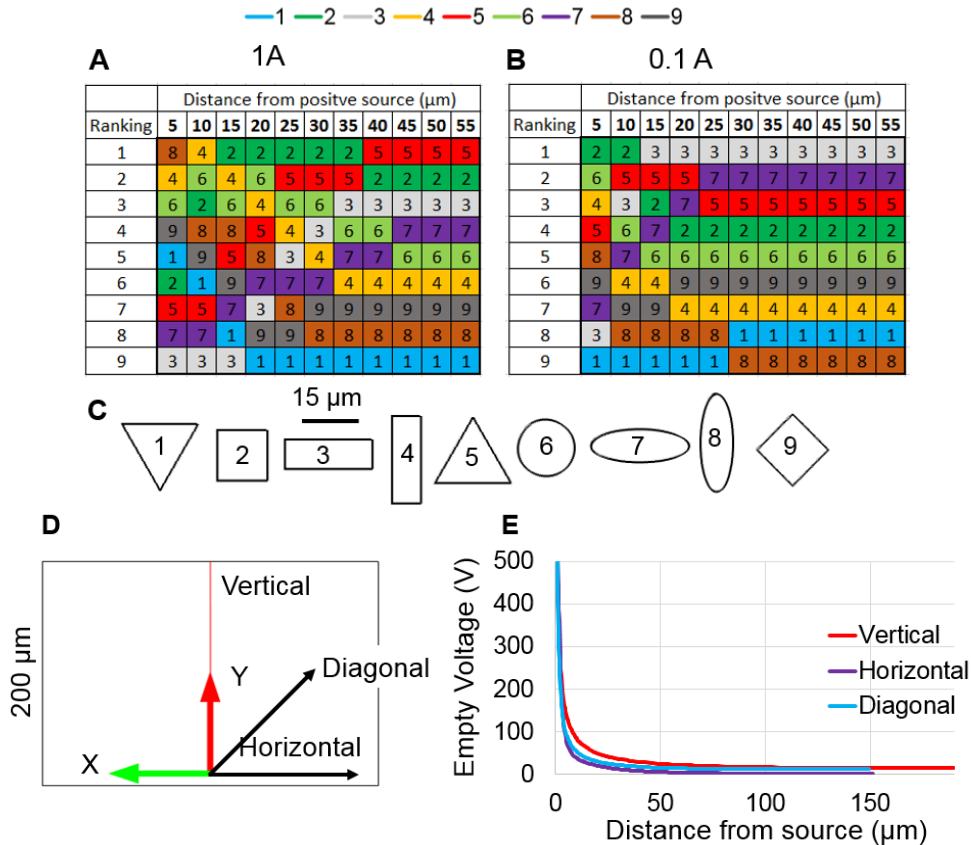 1 2 3 4 5 6 7 8 9
A 1A
Distance from positve source (µm)
Ranking 5 10 15 20 25 30 35 40 45 50 55
1 8 4 2 2 2 2 2 5 5 5 5
2 4 6 4 6 5 5 5 2 2 2 2
3 6 2 6 4 6 6 3 3 3 3 3
4 9 8 8 5 4 3 6 6 7 7 7
5 1 9 5 8 3 4 7 7 6 6 6
6 2 1 9 7 7 7 4 4 4 4 4
7 5 5 7 3 8 9 9 9 9 9 9
8 7 7 1 9 9 8 8 8 8 8 8
9 3 3 3 1 1 1 1 1 1 1 1
B 0.1 A
Distance from positve source (µm)
Ranking 5 10 15 20 25 30 35 40 45 50 55
1 2 2 3 3 3 3 3 3 3 3 3
2 6 5 5 5 7 7 7 7 7 7 7
3 4 3 2 7 5 5 5 5 5 5 5
4 5 6 7 2 2 2 2 2 2 2 2
5 8 7 6 6 6 6 6 6 6 6 6
6 9 4 4 9 9 9 9 9 9 9 9
7 7 9 9 4 4 4 4 4 4 4 4
8 3 8 8 8 8 1 1 1 1 1 1
9 1 1 1 1 1 8 8 8 8 8 8
C 15 µm
1 2 3 4 5 6 7 8 9
D
200 µm
Vertical
Y
Diagonal
Horizontal
X
E
Empty Voltage (V)
500
400
300
200
100
0
Vertical
Horizontal
Diagonal
0 50 100 150
Distance from source (µm)